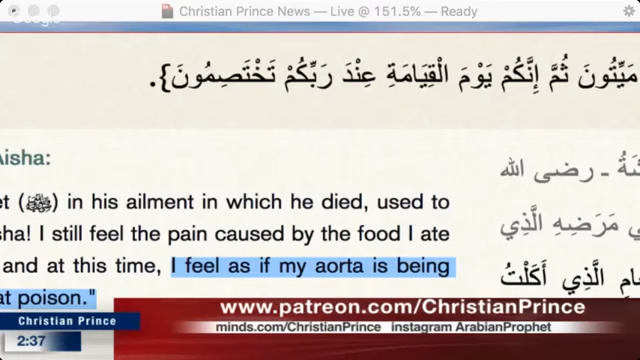 Christian Prince News — Live @ 151.5% — Ready
مَيِّتُونَ ثُمَّ إِنَّكُمْ يَوْمَ الْقِيَامَةِ عِنْدَ رَبِّكُمْ تَخْتَصِمُونَ}.
Aisha:
ـ رضى الله
et (ﷺ) in his ailment in which he died, used to
مَرَضِهِ الَّذِي
sha! I still feel the pain caused by the food I ate
and at this time, I feel as if my aorta is being
الَّذِي أَكَلْتُ
at poison."
www.patreon.com/ChristianPrince
Christian Prince
minds.com/ChristianPrince instagram ArabianProphet
2:37